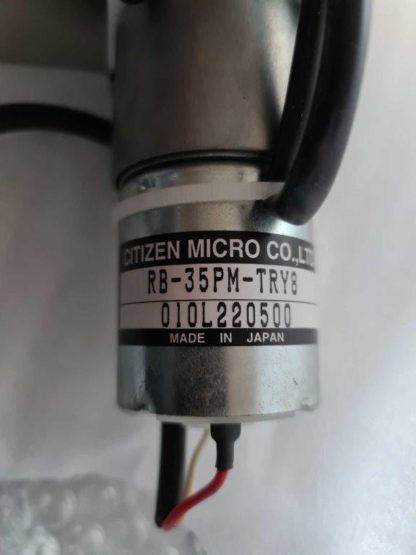 CITIZEN MICRO CO.,LTD
RB-35PM-TRY8
010L220500
MADE IN JAPAN